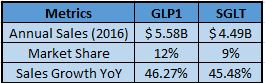 Metrics GLP1 SGLT
Annual Sales (2016) $ 5.58B $ 4.49B
Market Share 12% 9%
Sales Growth YoY 46.27% 45.48%